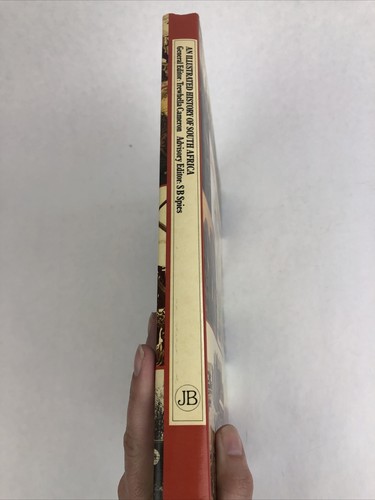 AN ILLUSTRATED HISTORY OF SOUTH AFRICA
General Editor: Trewhella Cameron Advisory Editor: S B Spies
JB